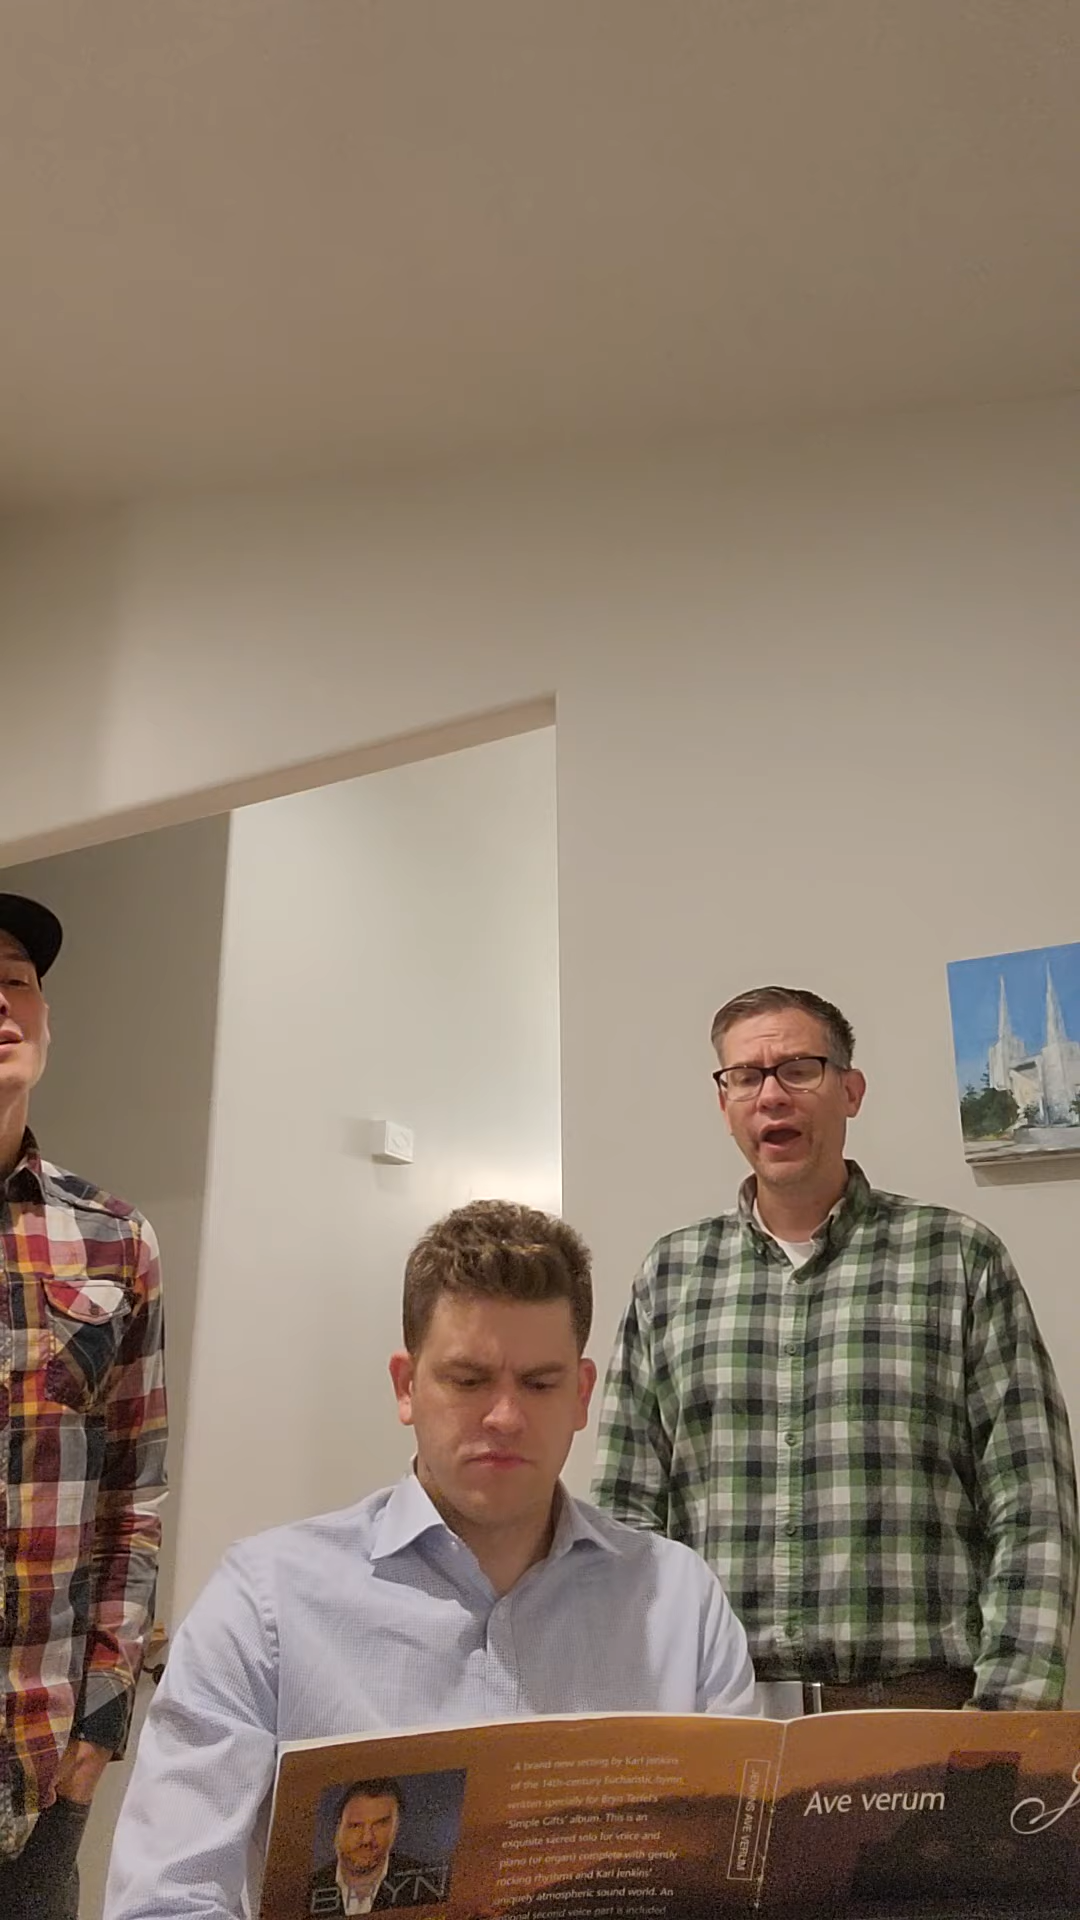 A brand new setting by Karl Jenkins
of the 14th-century Eucharistic hymn,
written specially for Bryn Terfel's
'Simple Gifts' album. This is an
exquisite sacred solo for voice and
piano (or organ) complete with gently
rocking rhythms and Karl Jenkins'
uniquely atmospheric sound world. An
optional second voice part is included
BRYN
JENKINS AVE VERUM
Ave verum